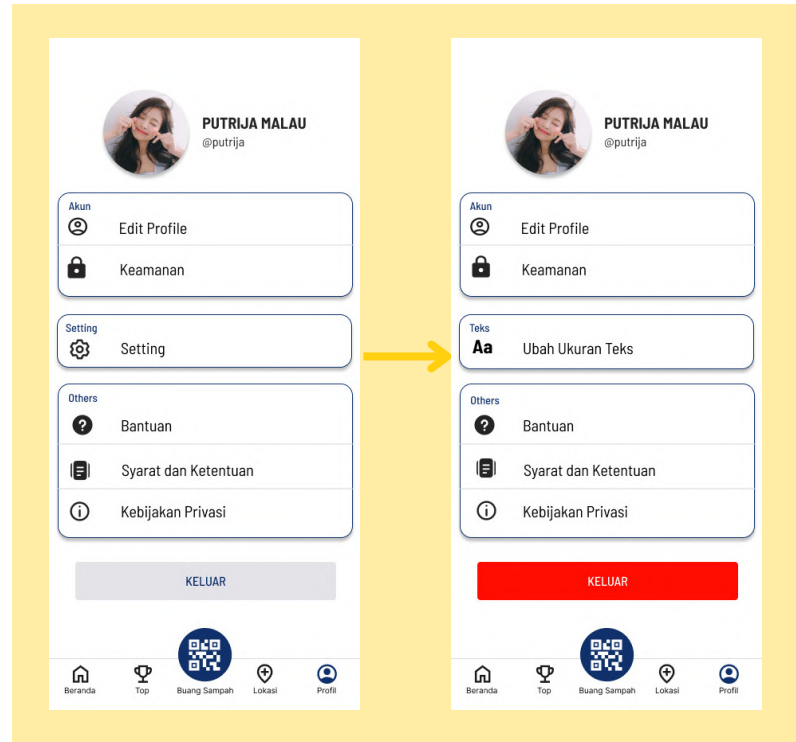 PUTRIJA MALAU
@putrija
Akun
Edit Profile
Keamanan
Setting
Setting
Others
Bantuan
Syarat dan Ketentuan
Kebijakan Privasi
KELUAR
Beranda
Top
Buang Sampah
Lokasi
Profil
PUTRIJA MALAU
@putrija
Akun
Edit Profile
Keamanan
Teks
Aa
Ubah Ukuran Teks
Others
Bantuan
Syarat dan Ketentuan
Kebijakan Privasi
KELUAR
Beranda
Top
Buang Sampah
Lokasi
Profil